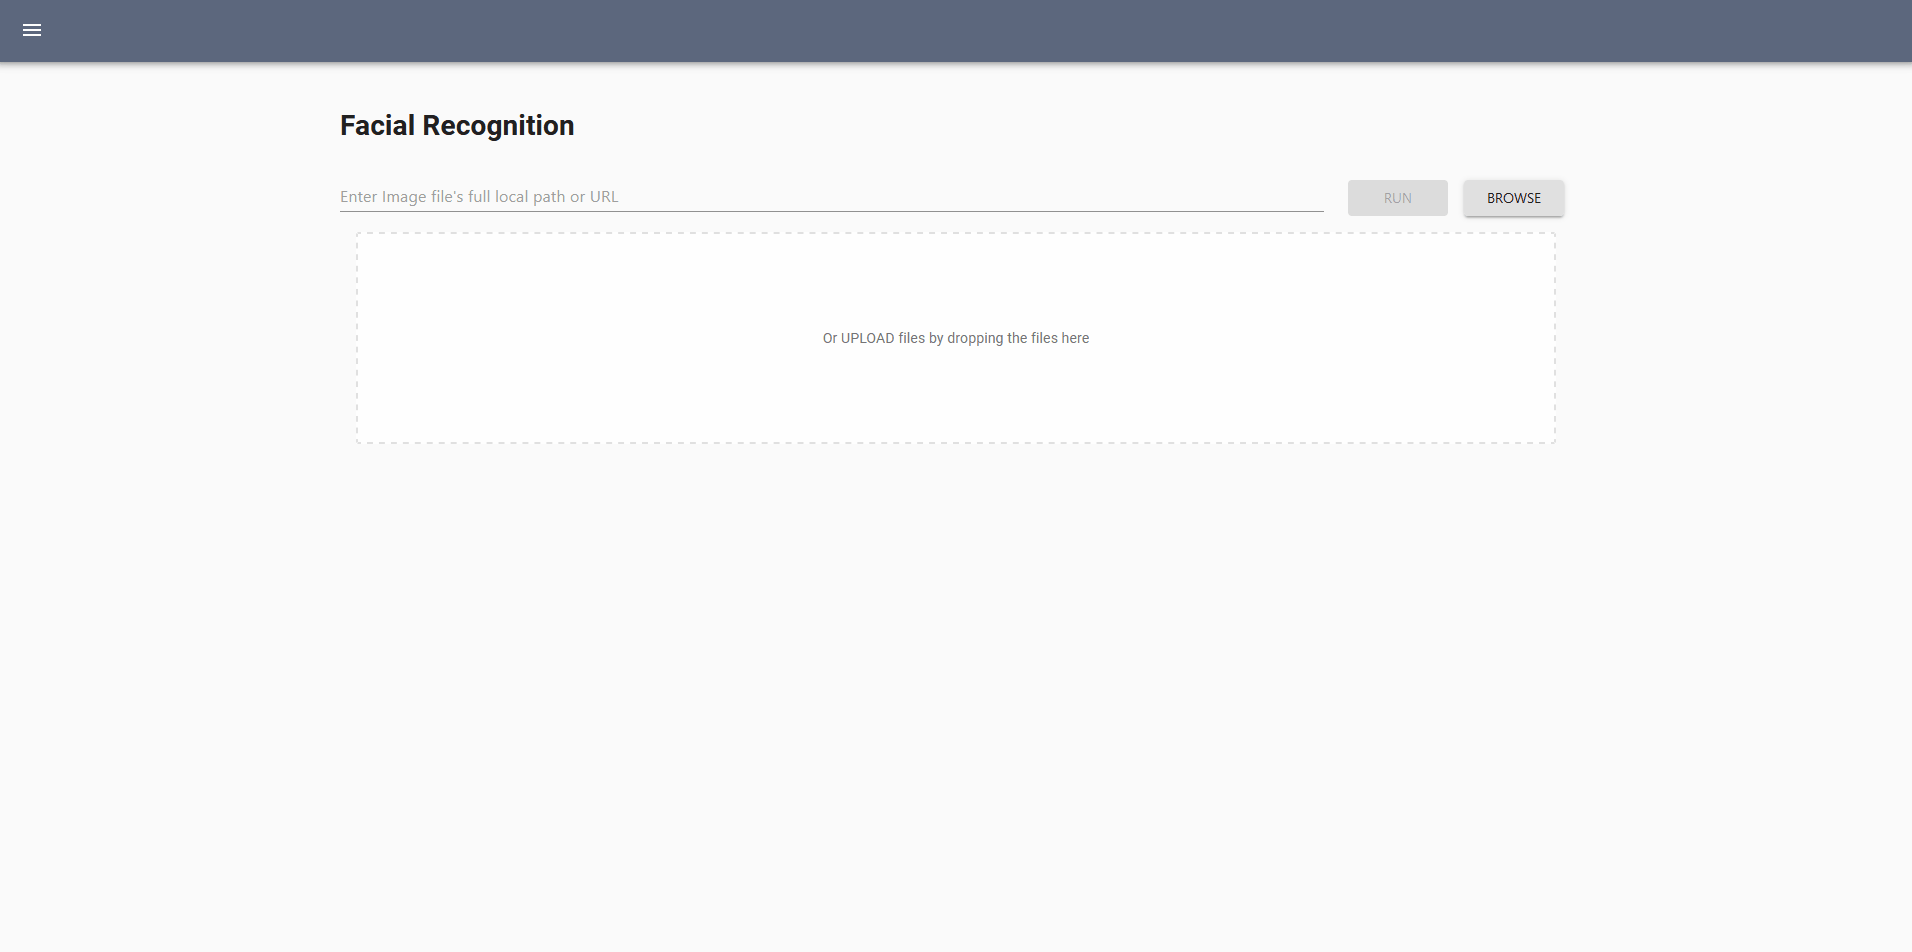 Facial Recognition
Enter Image file's full local path or URL
RUN
BROWSE
Or UPLOAD files by dropping the files here